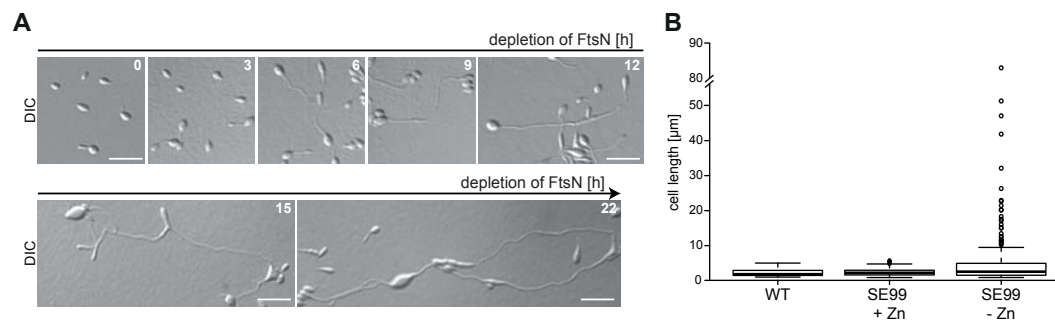 A
depletion of FtsN [h]
DIC
0
3
6
9
12
depletion of FtsN [h]
DIC
15
22
B
cell length [µm]
90
80
50
40
30
20
10
0
WT
SE99
+ Zn
SE99
- Zn